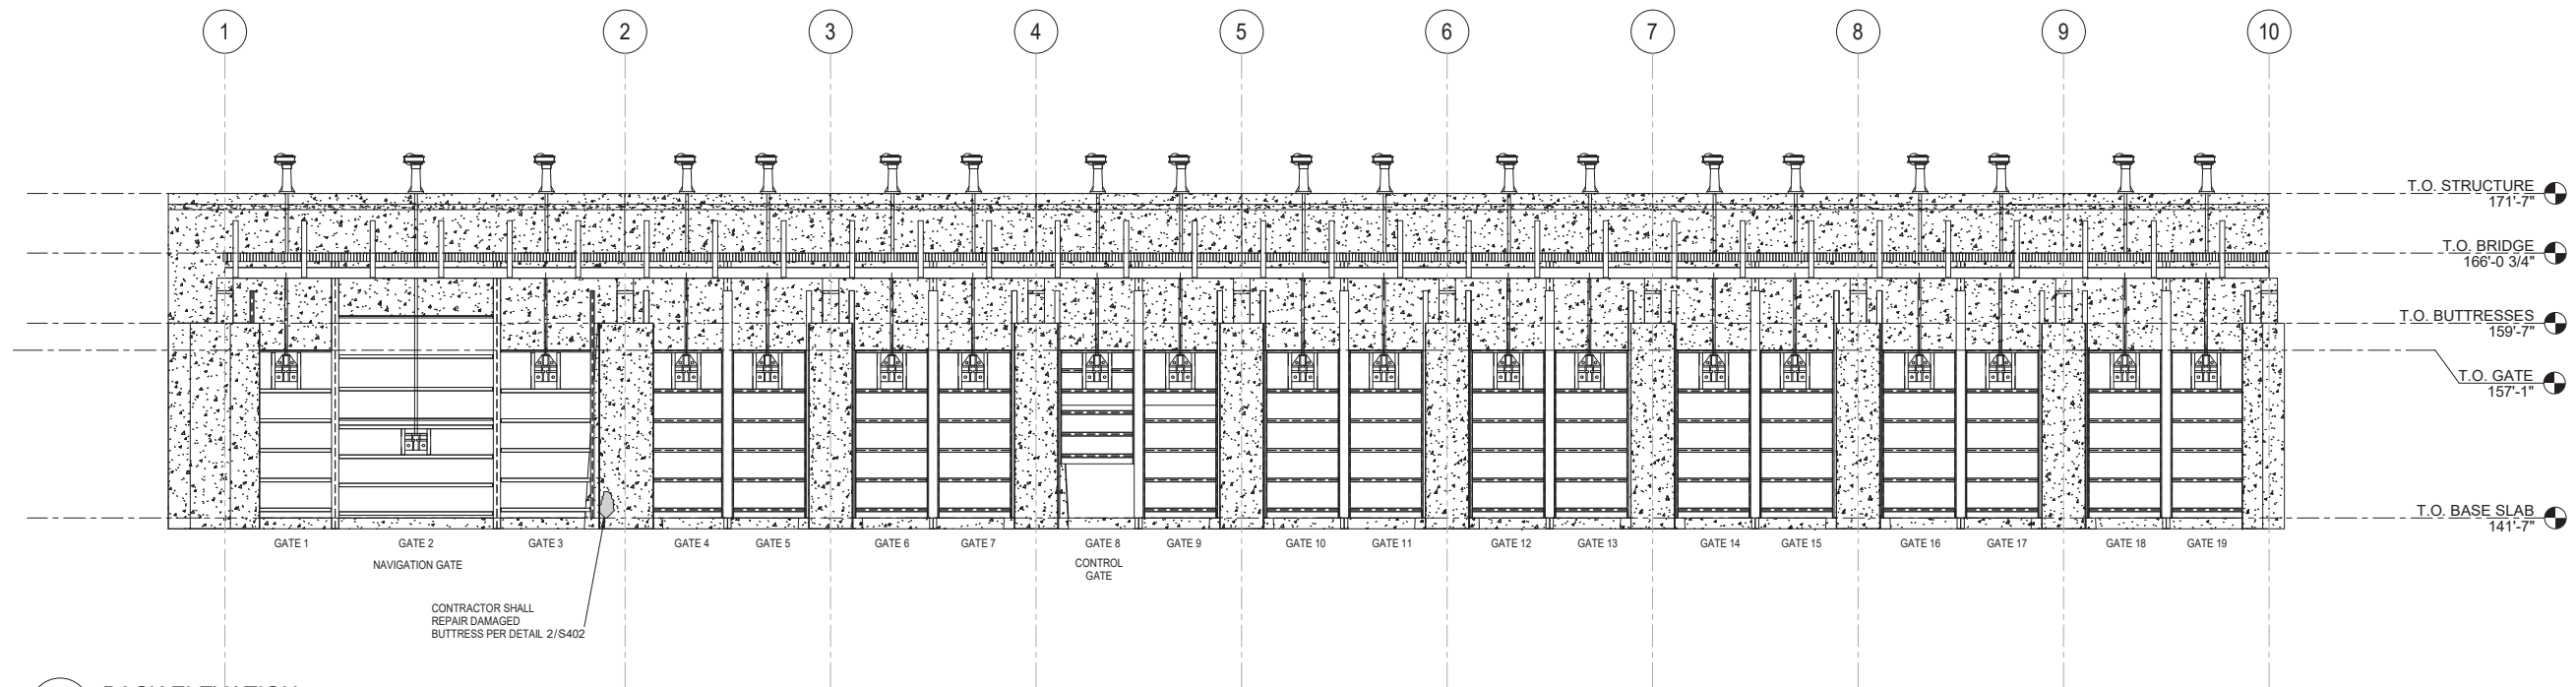 1 2 3 4 5 6 7 8 9 10
T.O. STRUCTURE
171'-7"
T.O. BRIDGE
166'-0 3/4"
T.O. BUTTRESSES
159'-7"
T.O. GATE
157'-1"
T.O. BASE SLAB
141'-7"
GATE 1 GATE 2 GATE 3 GATE 4 GATE 5 GATE 6 GATE 7 GATE 8 GATE 9 GATE 10 GATE 11 GATE 12 GATE 13 GATE 14 GATE 15 GATE 16 GATE 17 GATE 18 GATE 19
NAVIGATION GATE
CONTROL
GATE
CONTRACTOR SHALL
REPAIR DAMAGED
BUTTRESS PER DETAIL 2/S402